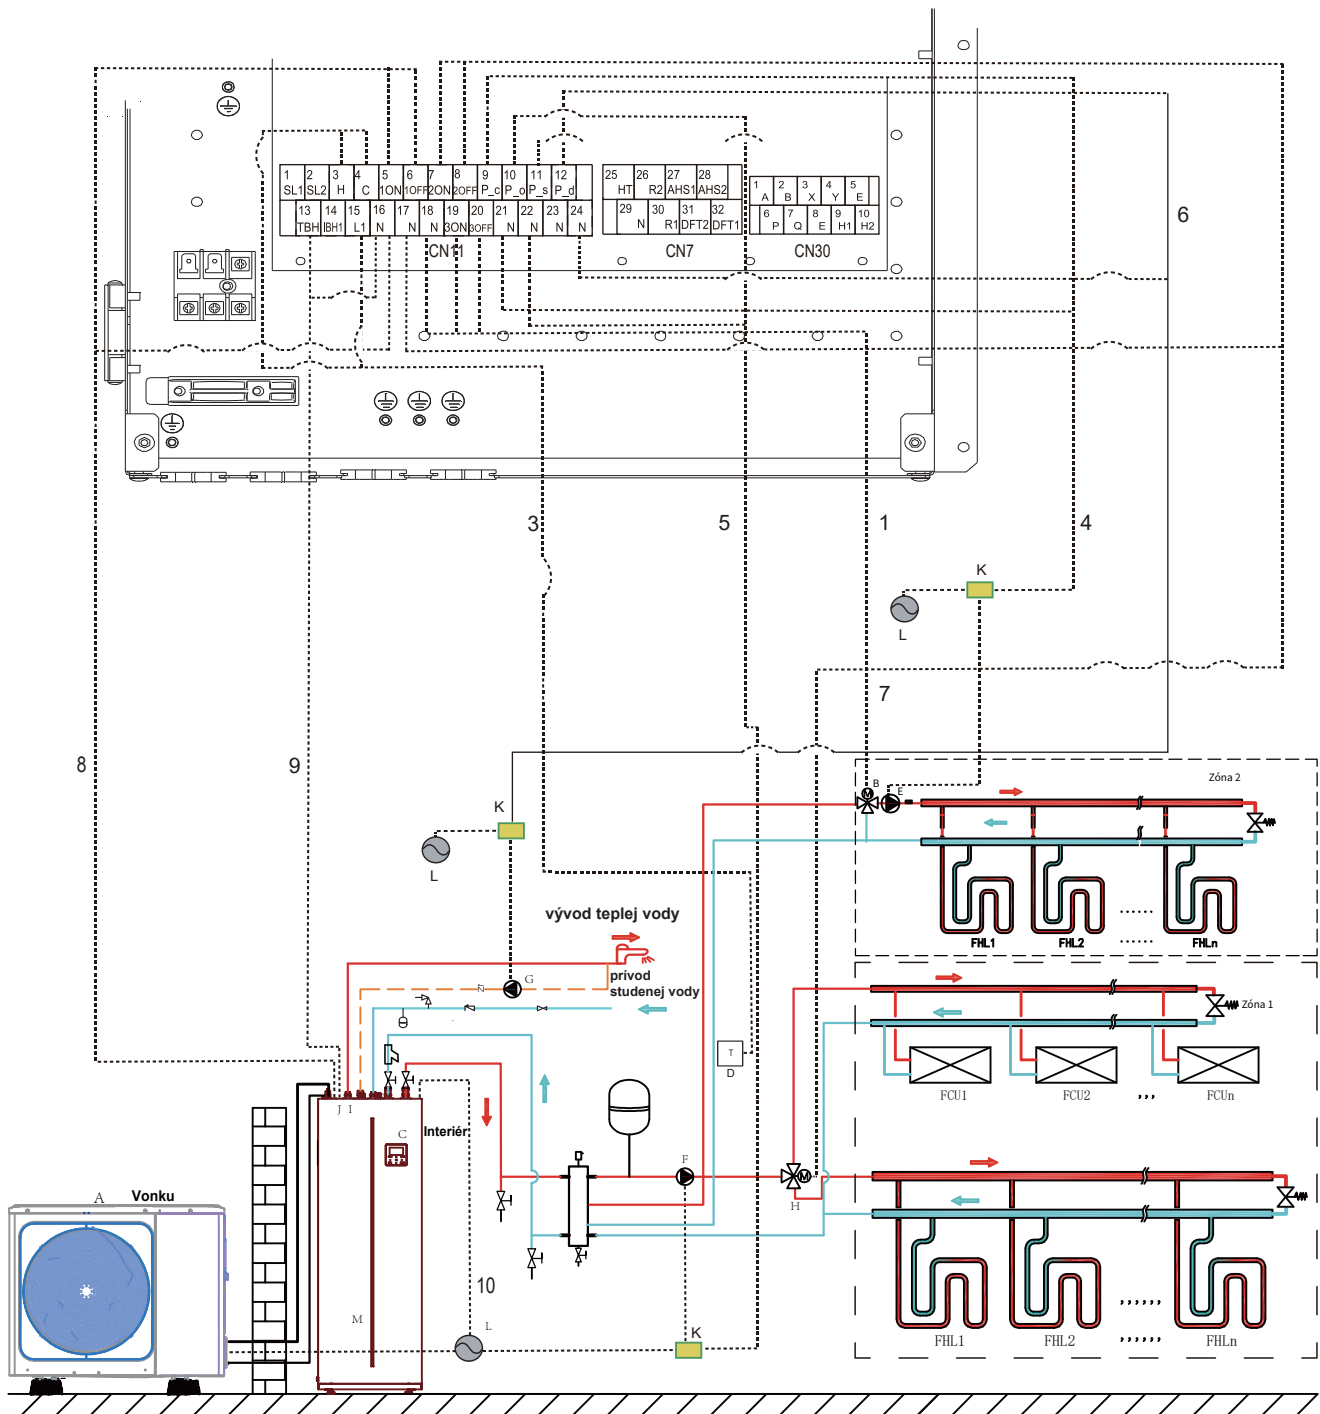 1 2 3 4 5 6 7 8 9 10 11 12
SL1 SL2 H C 1ON 1OFF 2ON 2OFF P_c P_o P_s P_d
13 14 15 16 17 18 19 20 21 22 23 24
TBH IBH1 L1 N N N 3ON 3OFF N N N N
CN11
25 26 27 28
HT R2 AHS1 AHS2
29 30 31 32
N R1 DFT2 DFT1
CN7
1 2 3 4 5
A B X Y E
6 7 8 9 10
P Q E H1 H2
CN30
6
3 5 1 4
K
L
7
8 9
K
L
Zóna 2
B E
FHL1 FHL2 ...... FHLn
......
vývod teplej vody
G
prívod
studenej vody
Zóna 1
T
D
FCU1 FCU2 ,,, FCUn
J I
C
Interiér
F
H
A Vonku
M
10
L
K
,,,,,,
FHL1 FHL2 ,,,,,, FHLn
M
M